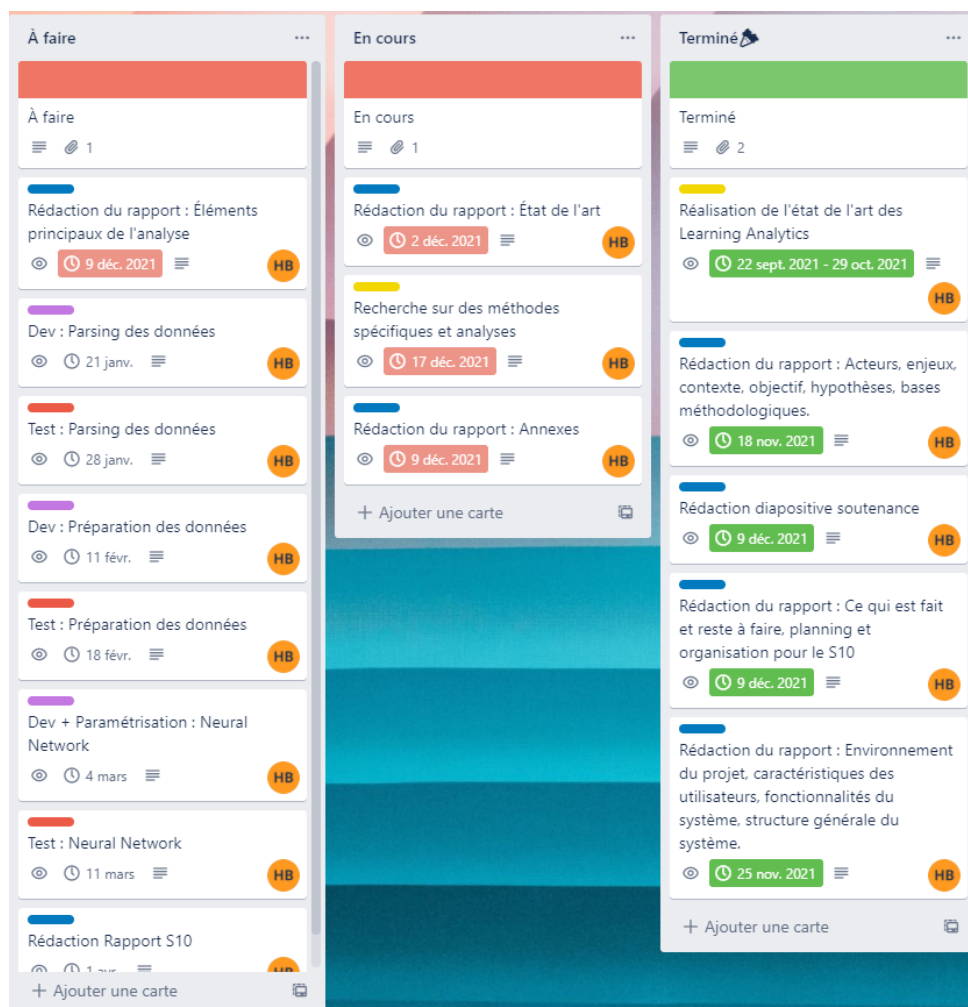 À faire
À faire
1
Rédaction du rapport : Éléments
principaux de l'analyse
9 déc. 2021
HB
Dev : Parsing des données
21 janv.
HB
Test : Parsing des données
28 janv.
HB
Dev : Préparation des données
11 févr.
HB
Test : Préparation des données
18 févr.
HB
Dev + Paramétrisation : Neural
Network
4 mars
HB
Test : Neural Network
11 mars
HB
Rédaction Rapport S10
1 avr.
HB
+ Ajouter une carte
En cours
En cours
1
Rédaction du rapport : État de l'art
2 déc. 2021
HB
Recherche sur des méthodes
spécifiques et analyses
17 déc. 2021
HB
Rédaction du rapport : Annexes
9 déc. 2021
HB
+ Ajouter une carte
Terminé
Terminé
2
Réalisation de l'état de l'art des
Learning Analytics
22 sept. 2021 - 29 oct. 2021
HB
Rédaction du rapport : Acteurs, enjeux,
contexte, objectif, hypothèses, bases
méthodologiques.
18 nov. 2021
HB
Rédaction diapositive soutenance
9 déc. 2021
HB
Rédaction du rapport : Ce qui est fait
et reste à faire, planning et
organisation pour le S10
9 déc. 2021
HB
Rédaction du rapport : Environnement
du projet, caractéristiques des
utilisateurs, fonctionnalités du
système, structure générale du
système.
25 nov. 2021
HB
+ Ajouter une carte